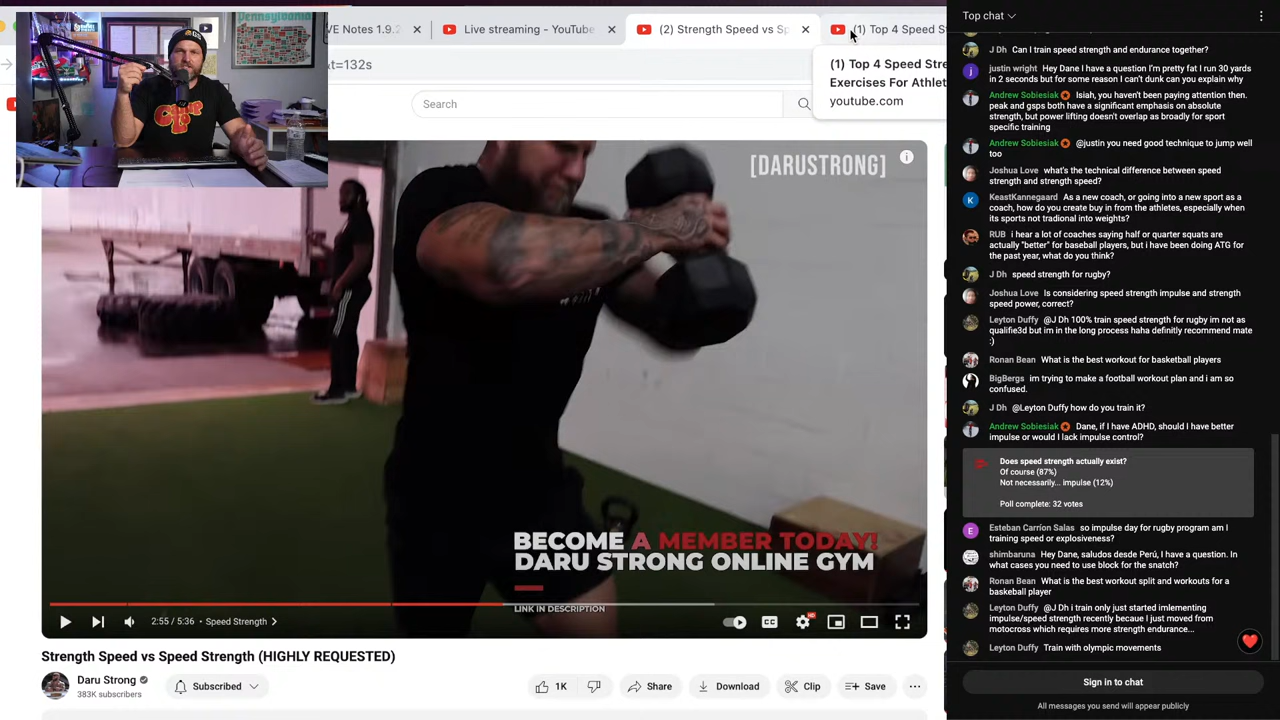 Pennsylvania
VE Notes 1.9.2
Live streaming - YouTube
(2) Strength Speed vs Sp
(1) Top 4 Speed S
&t=132s
(1) Top 4 Speed Stre
Exercises For Athlet
youtube.com
Search
[DARUSTRONG]
BECOME A MEMBER TODAY!
DARU STRONG ONLINE GYM
LINK IN DESCRIPTION
2:55 / 5:36 • Speed Strength
CC
HD
Strength Speed vs Speed Strength (HIGHLY REQUESTED)
Daru Strong
383K subscribers
Subscribed
1K
Share
Download
Clip
Save
Top chat
J Dh Can I train speed strength and endurance together?
justin wright Hey Dane I have a question I'm pretty fat I run 30 yards
in 2 seconds but for some reason I can't dunk can you explain why
Andrew Sobiesiak Isiah, you haven't been paying attention then.
peak and gsps both have a significant emphasis on absolute
strength, but power lifting doesn't overlap as broadly for sport
specific training
Andrew Sobiesiak @justin you need good technique to jump well
too
Joshua Love what's the technical difference between speed
strength and strength speed?
KeastKannegaard As a new coach, or going into a new sport as a
coach, how do you create buy in from the athletes, especially when
its sports not tradional into weights?
RUB i hear a lot of coaches saying half or quarter squats are
actually "better" for baseball players, but i have been doing ATG for
the past year, what do you think?
J Dh speed strength for rugby?
Joshua Love Is considering speed strength impulse and strength
speed power, correct?
Leyton Duffy @J Dh 100% train speed strength for rugby im not as
qualifie3d but im in the long process haha definitly recommend mate
:)
Ronan Bean What is the best workout for basketball players
BigBergs im trying to make a football workout plan and i am so
confused.
J Dh @Leyton Duffy how do you train it?
Andrew Sobiesiak Dane, if I have ADHD, should I have better
impulse or would I lack impulse control?
Does speed strength actually exist?
Of course (87%)
Not necessarily... impulse (12%)
Poll complete: 32 votes
Esteban Carríon Salas so impulse day for rugby program am I
training speed or explosiveness?
shimbaruna Hey Dane, saludos desde Perú, I have a question. In
what cases you need to use block for the snatch?
Ronan Bean What is the best workout split and workouts for a
baskeball player
Leyton Duffy @J Dh i train only just started imlementing
impulse/speed strength recently becaue I just moved from
motocross which requires more strength endurance...
Leyton Duffy Train with olympic movements
Sign in to chat
All messages you send will appear publicly